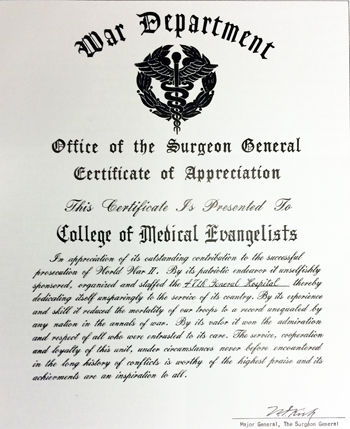 War Department
Office of the Surgeon General
Certificate of Appreciation
This Certificate Is Presented To
College of Medical Evangelists
In appreciation of its outstanding contribution to the successful
prosecution of World War II. By its patriotic endeavor it unselfishly
sponsored, organized and staffed the 47th General Hospital thereby
dedicating itself unsparingly to the service of its country. By its experience
and skill it reduced the mortality of our troops to a record unequaled by
any nation in the annals of war. By its valor it won the admiration
and respect of all who were entrusted to its care. The service, cooperation
and loyalty of this unit, under circumstances never before encountered
in the long history of conflicts is worthy of the highest praise and its
achievments are an inspiration to all.
Major General, The Surgeon General